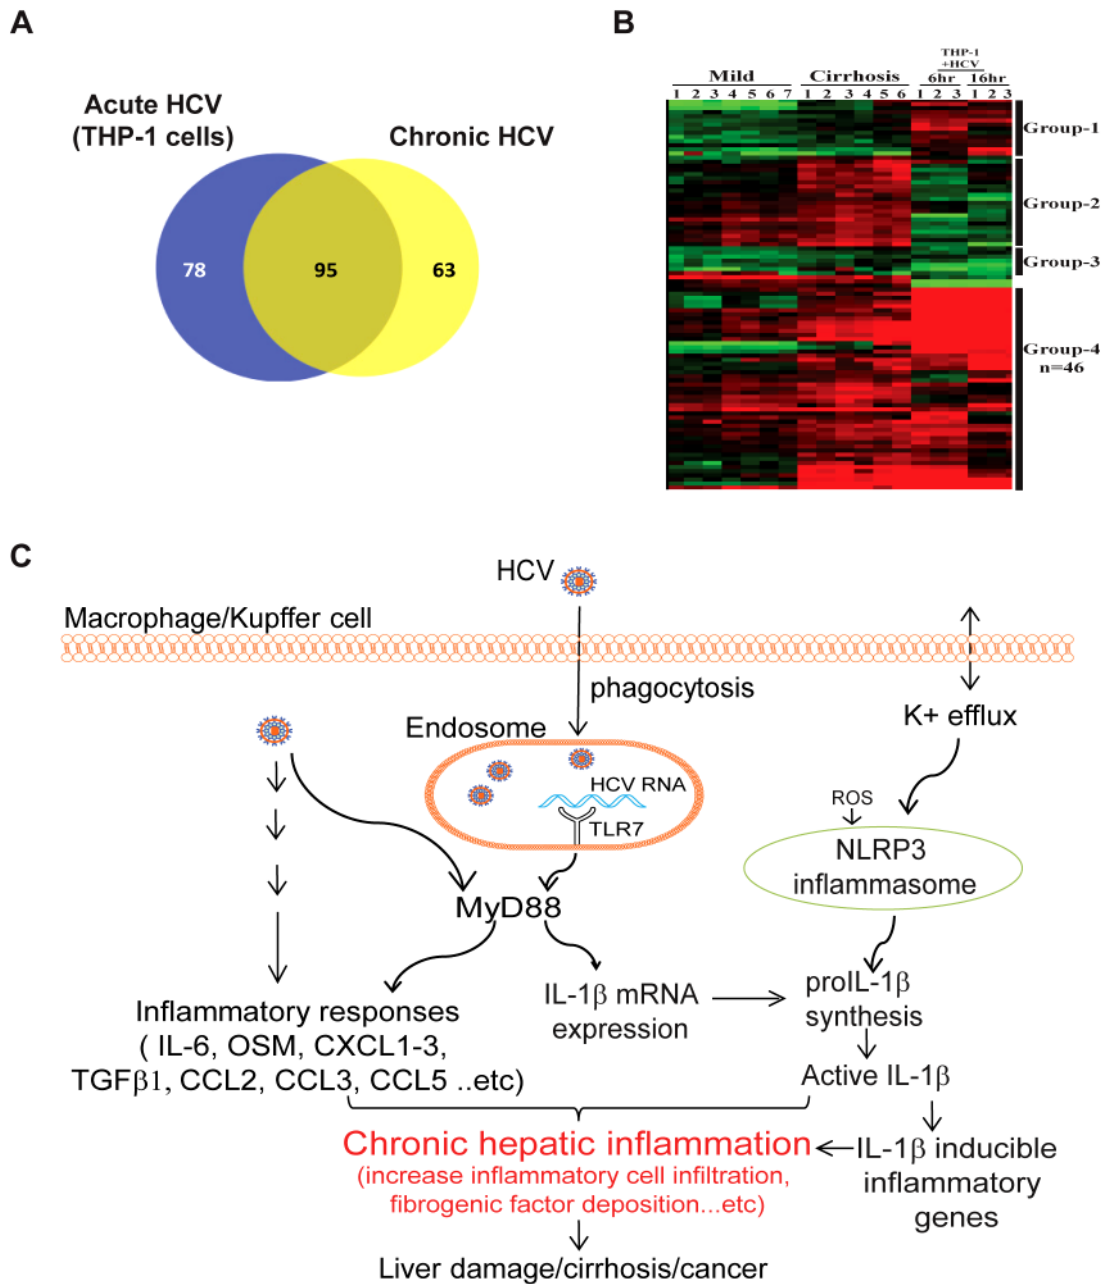 A
Acute HCV
(THP-1 cells)
Chronic HCV
78
95
63
B
THP-1
+HCV
Mild
Cirrhosis
6hr
16hr
1 2 3 4 5 6 7
1 2 3 4 5 6
1 2 3
1 2 3
Group-1
Group-2
Group-3
Group-4
n=46
C
HCV
Macrophage/Kupffer cell
phagocytosis
Endosome
K+ efflux
HCV RNA
TLR7
ROS
NLRP3
inflammasome
MyD88
Inflammatory responses
( IL-6, OSM, CXCL1-3,
TGFβ1, CCL2, CCL3, CCL5 ..etc)
IL-1β mRNA
expression
proIL-1β
synthesis
Active IL-1β
Chronic hepatic inflammation
(increase inflammatory cell infiltration,
fibrogenic factor deposition...etc)
IL-1β inducible
inflammatory
genes
Liver damage/cirrhosis/cancer